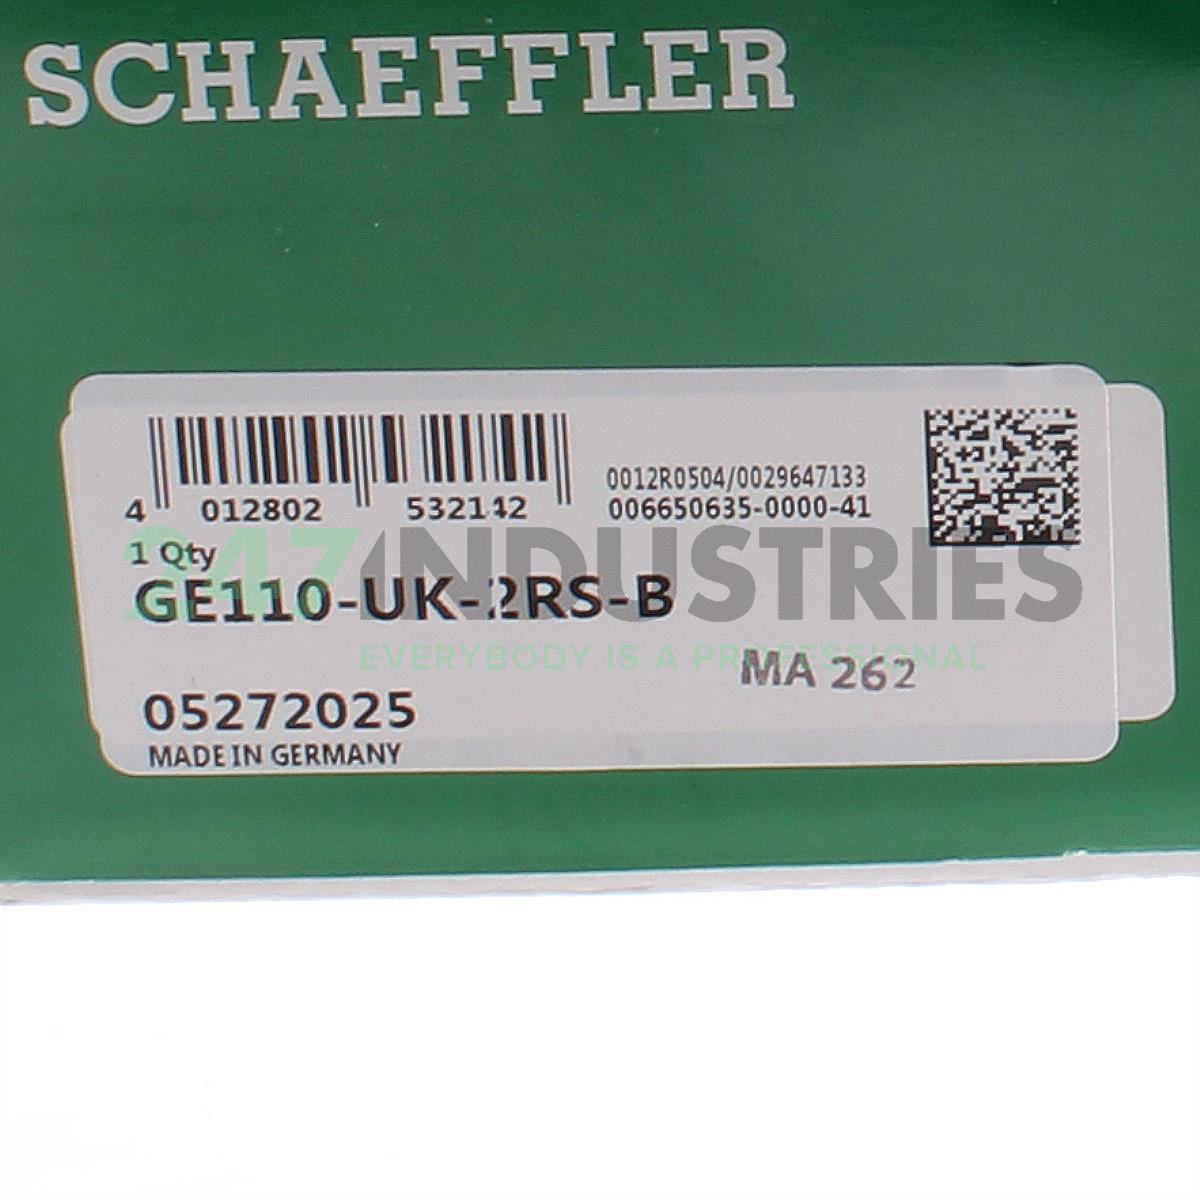 SCHAEFFLER
4 012802 532142
0012R0504/0029647133
006650635-0000-41
1 Qty
247INDUSTRIES
GE110-UK-2RS-B
EVERYBODY IS A PROFESSIONAL
MA 262
05272025
MADE IN GERMANY